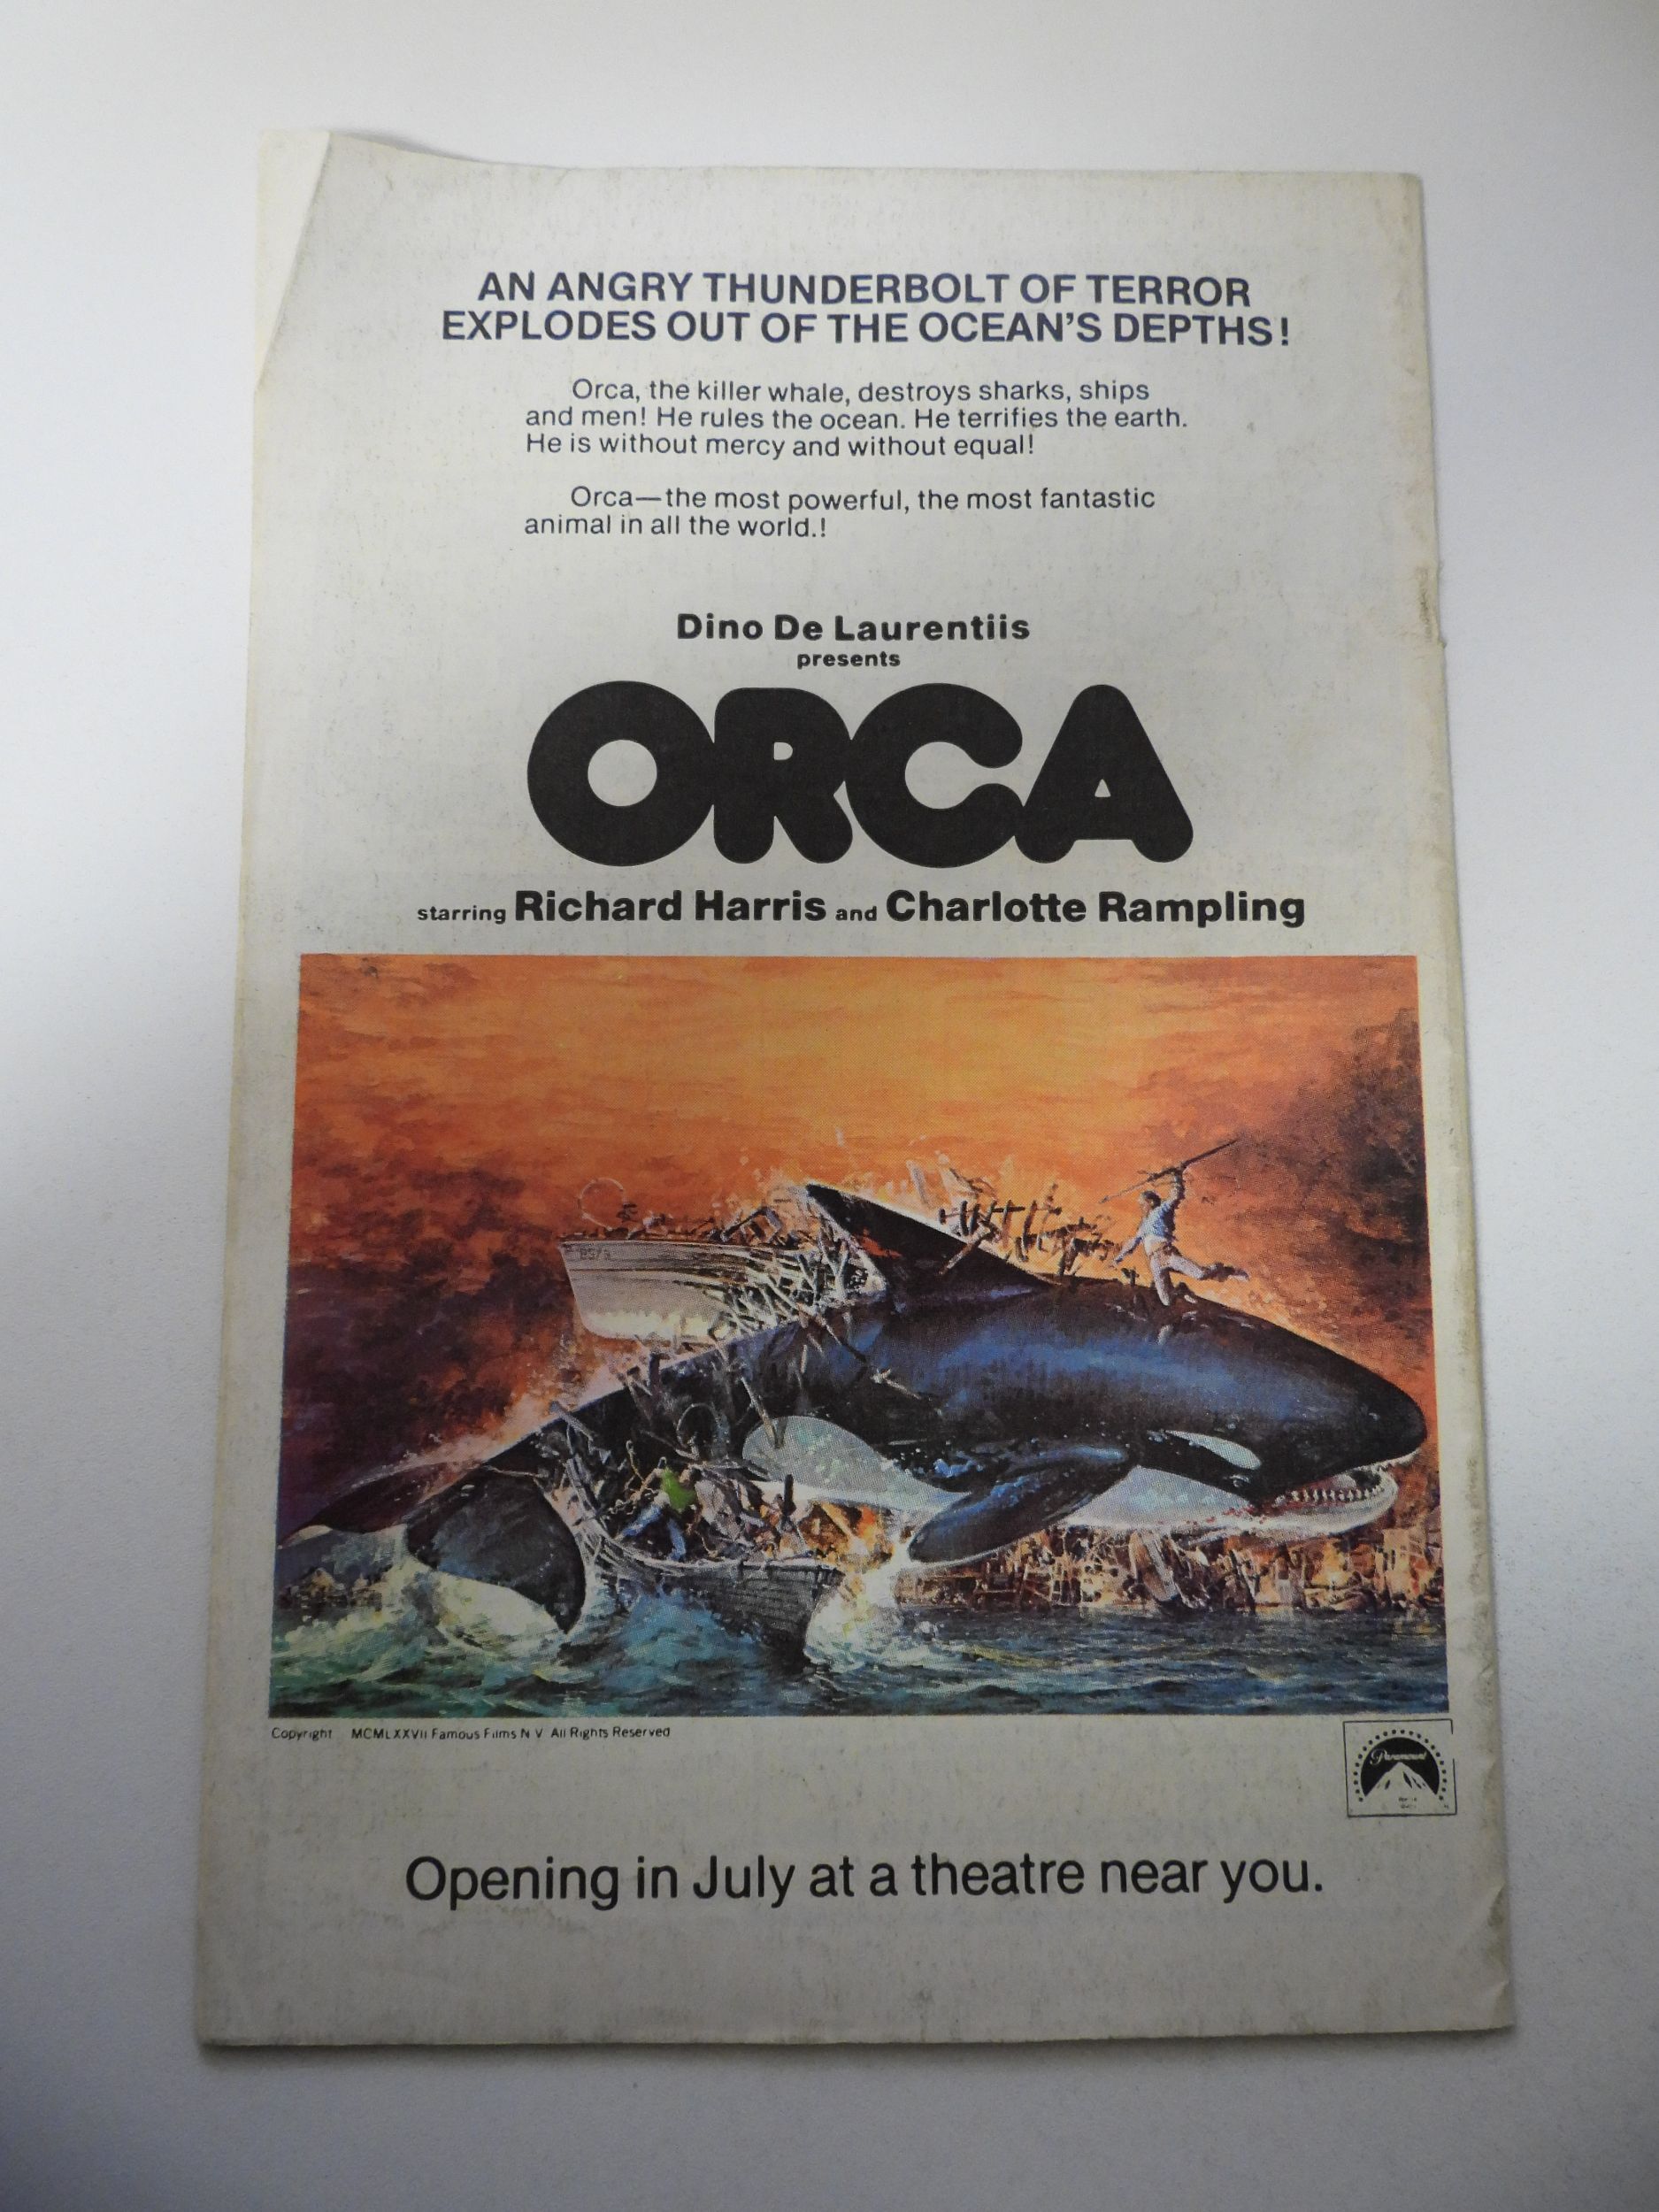 AN ANGRY THUNDERBOLT OF TERROR
EXPLODES OUT OF THE OCEAN'S DEPTHS!
Orca, the killer whale, destroys sharks, ships
and men! He rules the ocean. He terrifies the earth.
He is without mercy and without equal!
Orca—the most powerful, the most fantastic
animal in all the world.!
Dino De Laurentiis
presents
ORCA
starring Richard Harris and Charlotte Rampling
Copyright MCMLXXVII Famous Films N V All Rights Reserved
Paramount
Opening in July at a theatre near you.